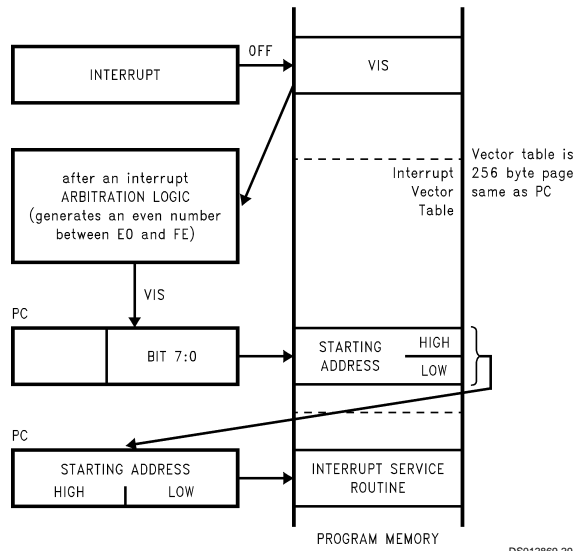 INTERRUPT
OFF
VIS
after an interrupt
ARBITRATION LOGIC
(generates an even number
between E0 and FE)
Interrupt
Vector
Table
Vector table is
256 byte page
same as PC
VIS
PC
BIT 7:0
STARTING
ADDRESS
HIGH
LOW
PC
STARTING ADDRESS
HIGH
LOW
INTERRUPT SERVICE
ROUTINE
PROGRAM MEMORY